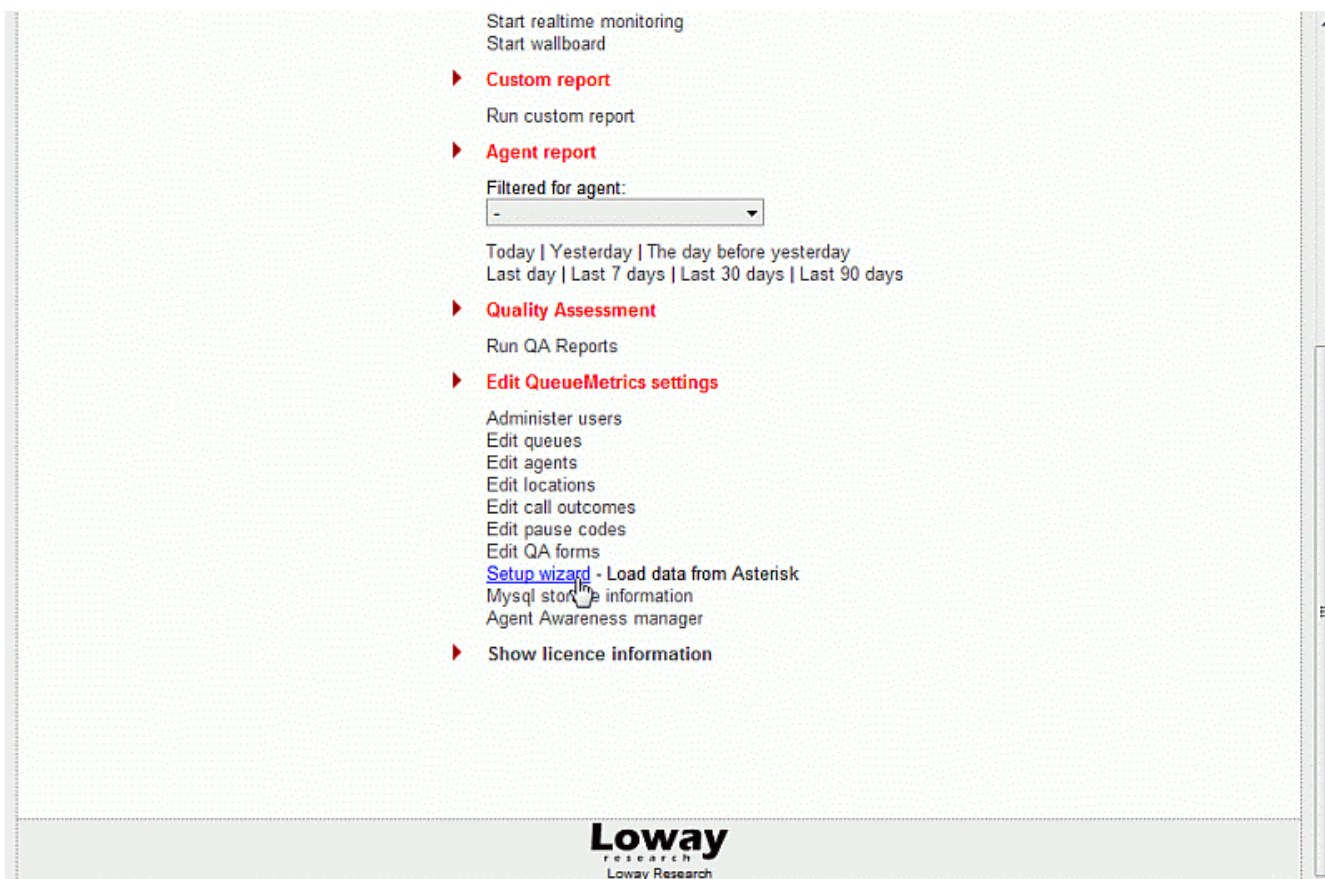 Start realtime monitoring
Start wallboard
Custom report
Run custom report
Agent report
Filtered for agent:
-
Today | Yesterday | The day before yesterday
Last day | Last 7 days | Last 30 days | Last 90 days
Quality Assessment
Run QA Reports
Edit QueueMetrics settings
Administer users
Edit queues
Edit agents
Edit locations
Edit call outcomes
Edit pause codes
Edit QA forms
Setup wizard - Load data from Asterisk
Mysql storage information
Agent Awareness manager
Show licence information
Loway
research
Loway Research